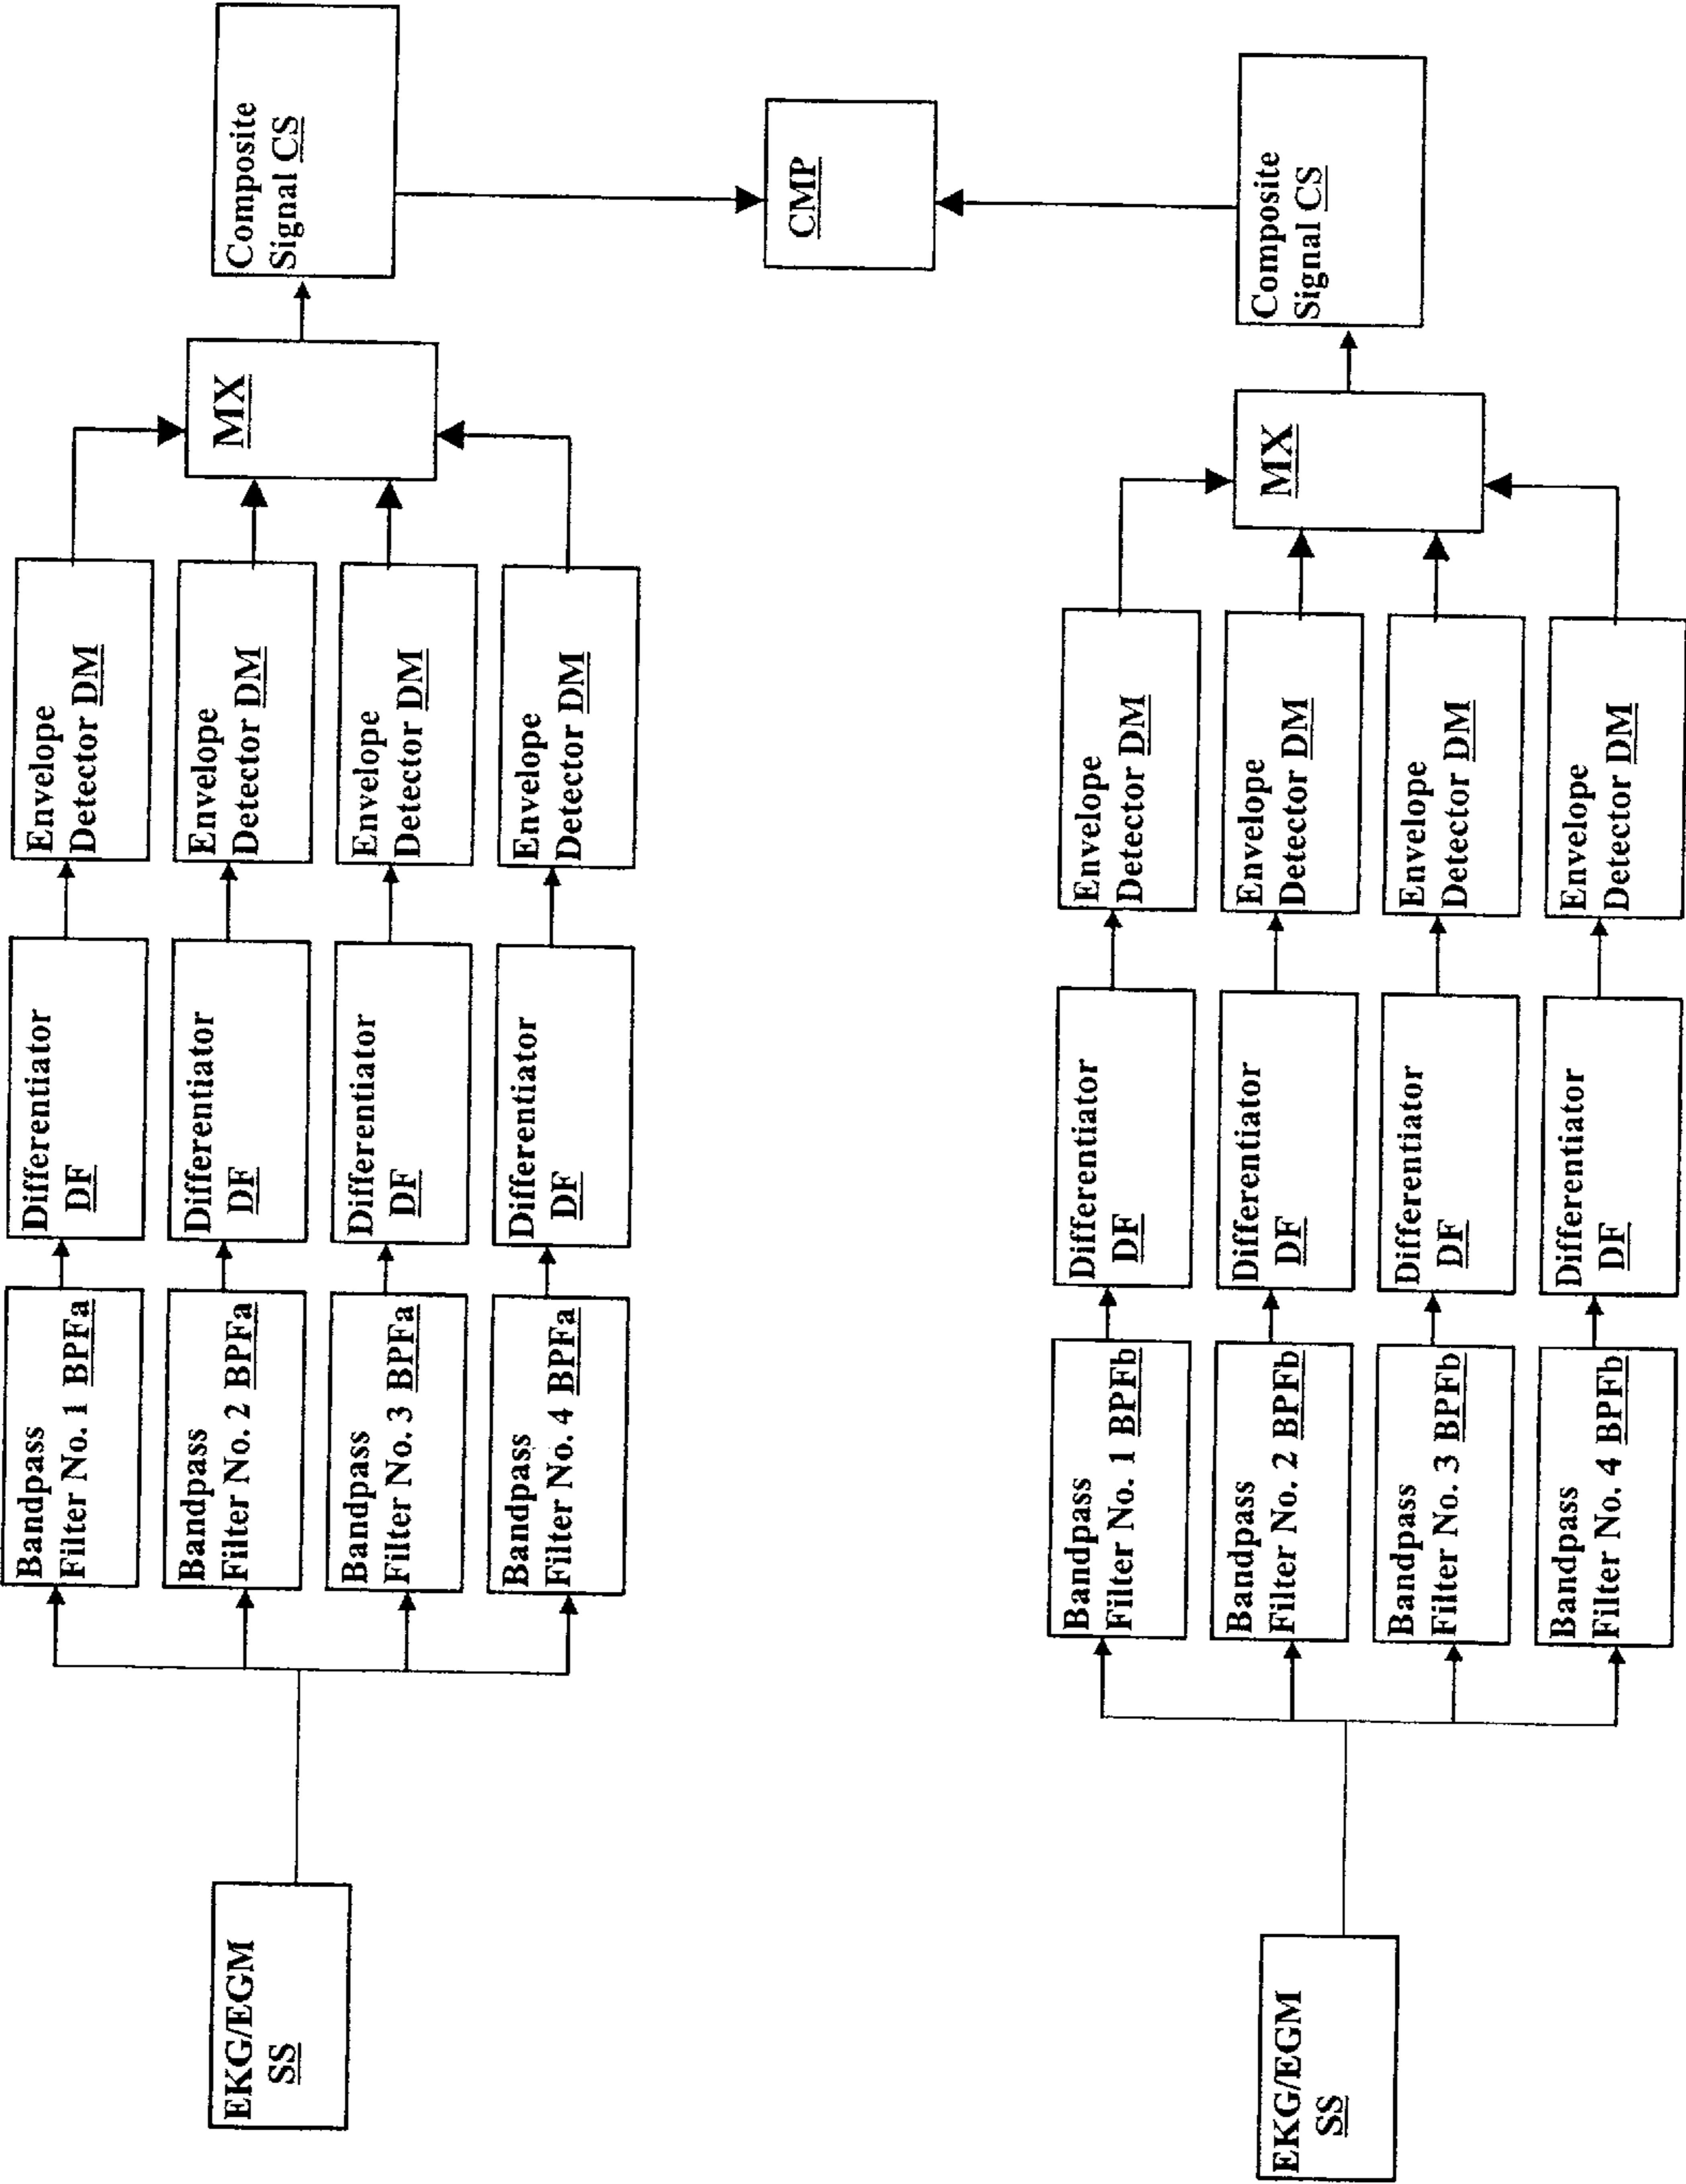 EKG/EGM
SS
Bandpass
Filter No. 1 BPFa
Differentiator
DF
Envelope
Detector DM
Bandpass
Filter No. 2 BPFa
Differentiator
DF
Envelope
Detector DM
Bandpass
Filter No. 3 BPFa
Differentiator
DF
Envelope
Detector DM
Bandpass
Filter No. 4 BPFa
Differentiator
DF
Envelope
Detector DM
MX
Composite
Signal CS
CMP
EKG/EGM
SS
Bandpass
Filter No. 1 BPFb
Differentiator
DF
Envelope
Detector DM
Bandpass
Filter No. 2 BPFb
Differentiator
DF
Envelope
Detector DM
Bandpass
Filter No. 3 BPFb
Differentiator
DF
Envelope
Detector DM
Bandpass
Filter No. 4 BPFb
Differentiator
DF
Envelope
Detector DM
MX
Composite
Signal CS